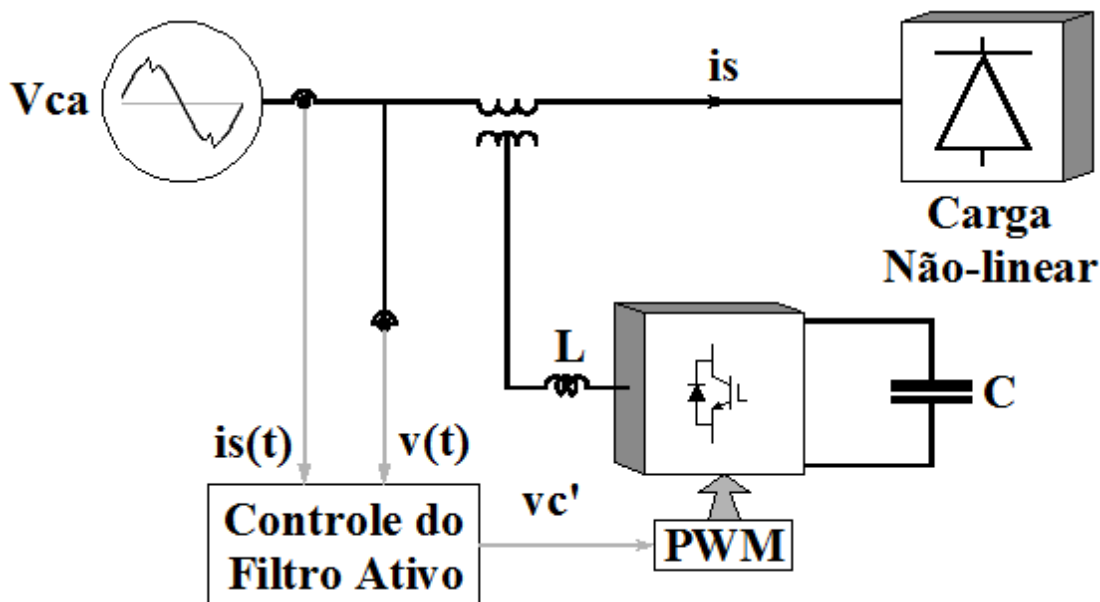 is
Vca
Carga
Não-linear
L
C
is(t)
v(t)
vc'
Controle do
Filtro Ativo
PWM